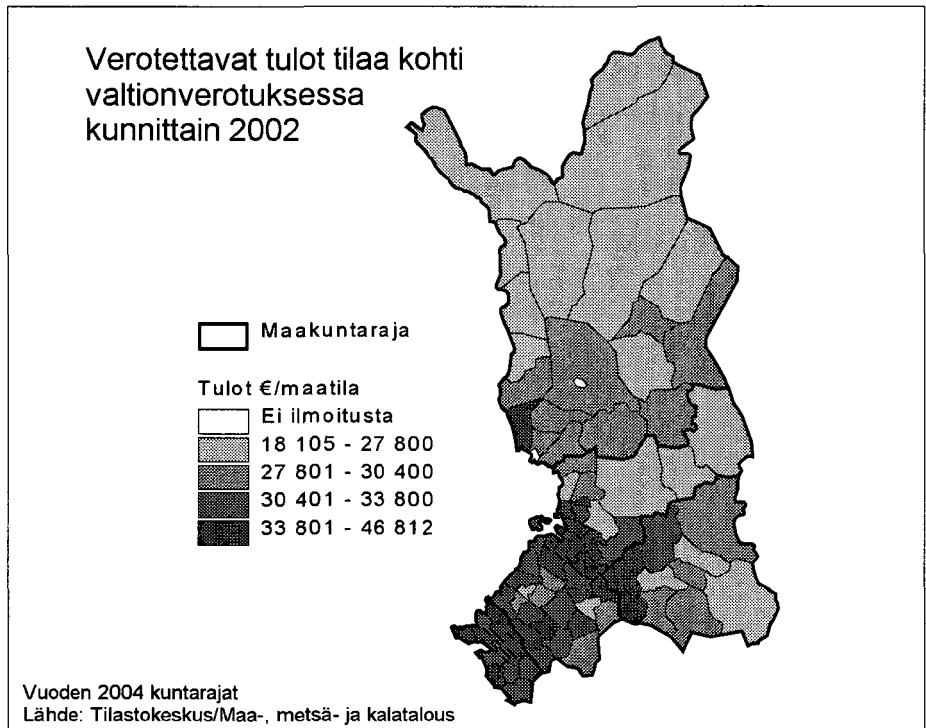 Verotettavat tulot tilaa kohti
valtionverotuksessa
kunnittain 2002
Maakuntaraja
Tulot €/maatila
Ei ilmoitusta
18 105 - 27 800
27 801 - 30 400
30 401 - 33 800
33 801 - 46 812
Vuoden 2004 kuntarajat
Lähde: Tilastokeskus/Maa-, metsä- ja kalatalous